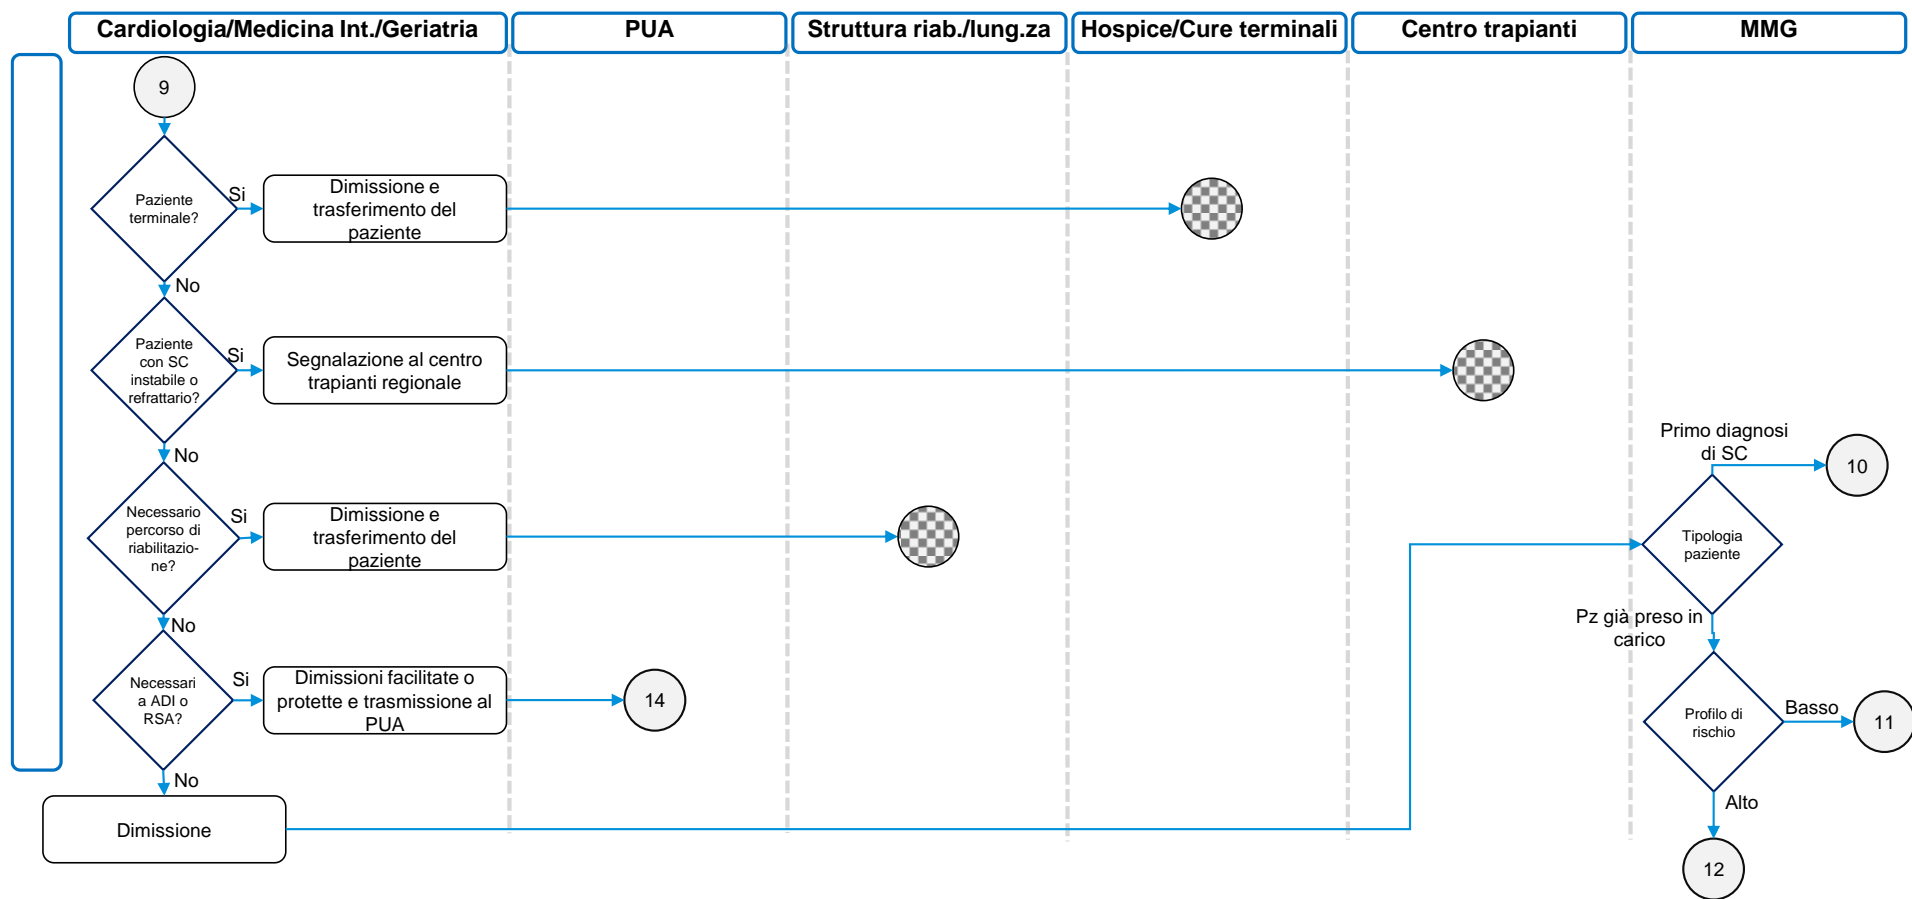 Cardiologia/Medicina Int./Geriatria
PUA
Struttura riab./lung.za
Hospice/Cure terminali
Centro trapianti
MMG
9
Paziente
terminale?
Si
Dimissione e
trasferimento del
paziente
No
Paziente
con SC
instabile o
refrattario?
Si
Segnalazione al centro
trapianti regionale
No
Primo diagnosi
di SC
10
Necessario
percorso di
riabilitazio-
ne?
Si
Dimissione e
trasferimento del
paziente
Tipologia
paziente
No
Pz già preso in
carico
Necessari
a ADI o
RSA?
Si
Dimissioni facilitate o
protette e trasmissione al
PUA
14
Profilo di
rischio
Basso
11
No
Alto
Dimissione
12